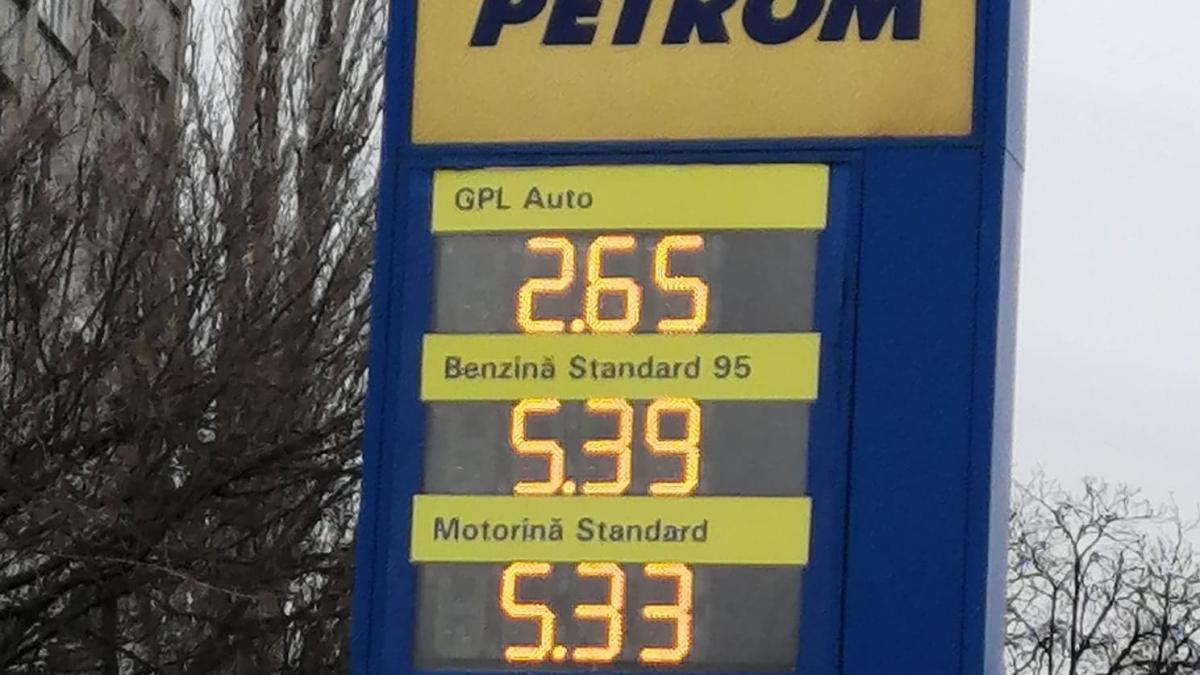 PETROM
GPL Auto
2.65
Benzină Standard 95
5.39
Motorină Standard
5.33